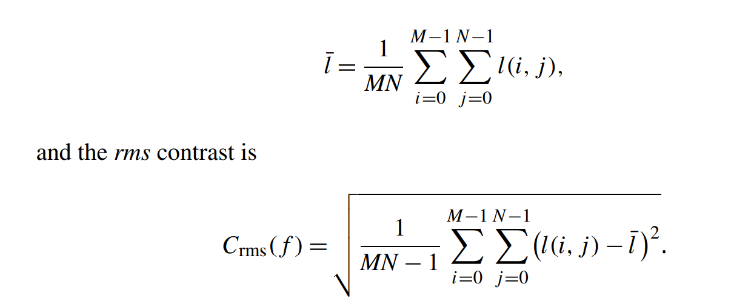 l̄ = 1/MN ∑_{i=0}^{M−1} ∑_{j=0}^{N−1} l(i, j),
and the rms contrast is
C_rms(f) = √(1/(MN − 1) ∑_{i=0}^{M−1} ∑_{j=0}^{N−1} (l(i, j) − l̄)²).